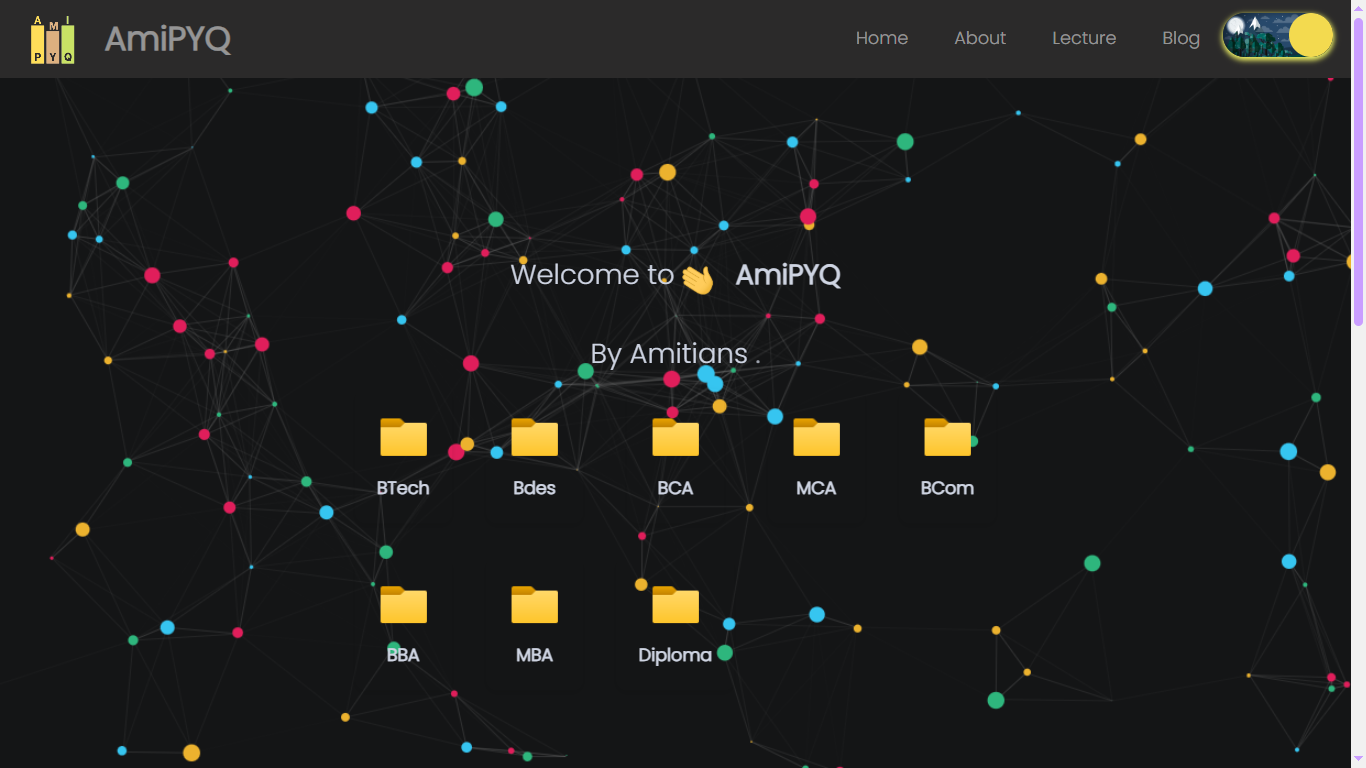 A M I
P Y Q
AmiPYQ
Home About Lecture Blog
Welcome to 👋 AmiPYQ
By Amitians .
BTech Bdes BCA MCA BCom
BBA MBA Diploma